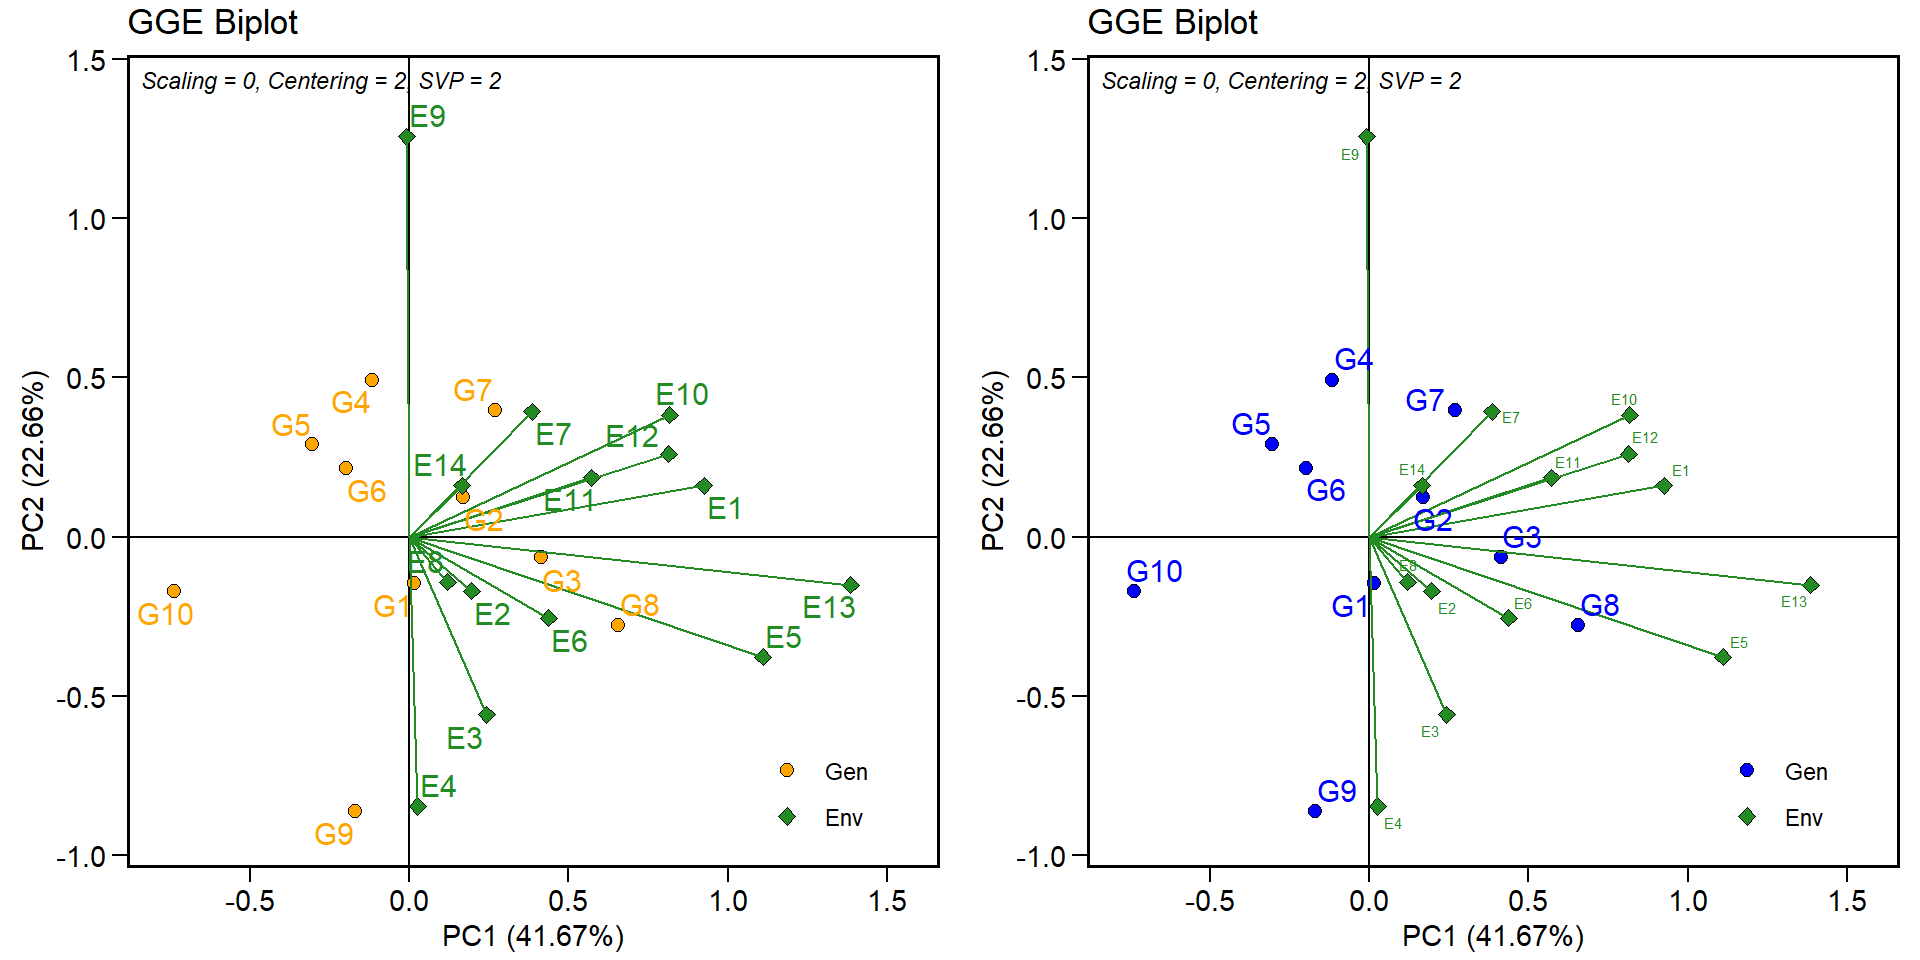 GGE Biplot
Scaling = 0, Centering = 2, SVP = 2
1.5
1.0
0.5
0.0
-0.5
-1.0
PC2 (22.66%)
E9
G4
G7
E10
G5
E7
E12
E14
G6
E11
G2
E1
E8
G3
G10
G1
E2
G8
E13
E6
E5
E3
E4
G9
Gen
Env
-0.5 0.0 0.5 1.0 1.5
PC1 (41.67%)
GGE Biplot
Scaling = 0, Centering = 2, SVP = 2
1.5
1.0
0.5
0.0
-0.5
-1.0
PC2 (22.66%)
E9
G4
G7
E10
E7
G5
E12
E14
E11
E1
G6
G2
G3
E8
G10
G1
E2
E6
G8
E13
E5
E3
G9
E4
Gen
Env
-0.5 0.0 0.5 1.0 1.5
PC1 (41.67%)